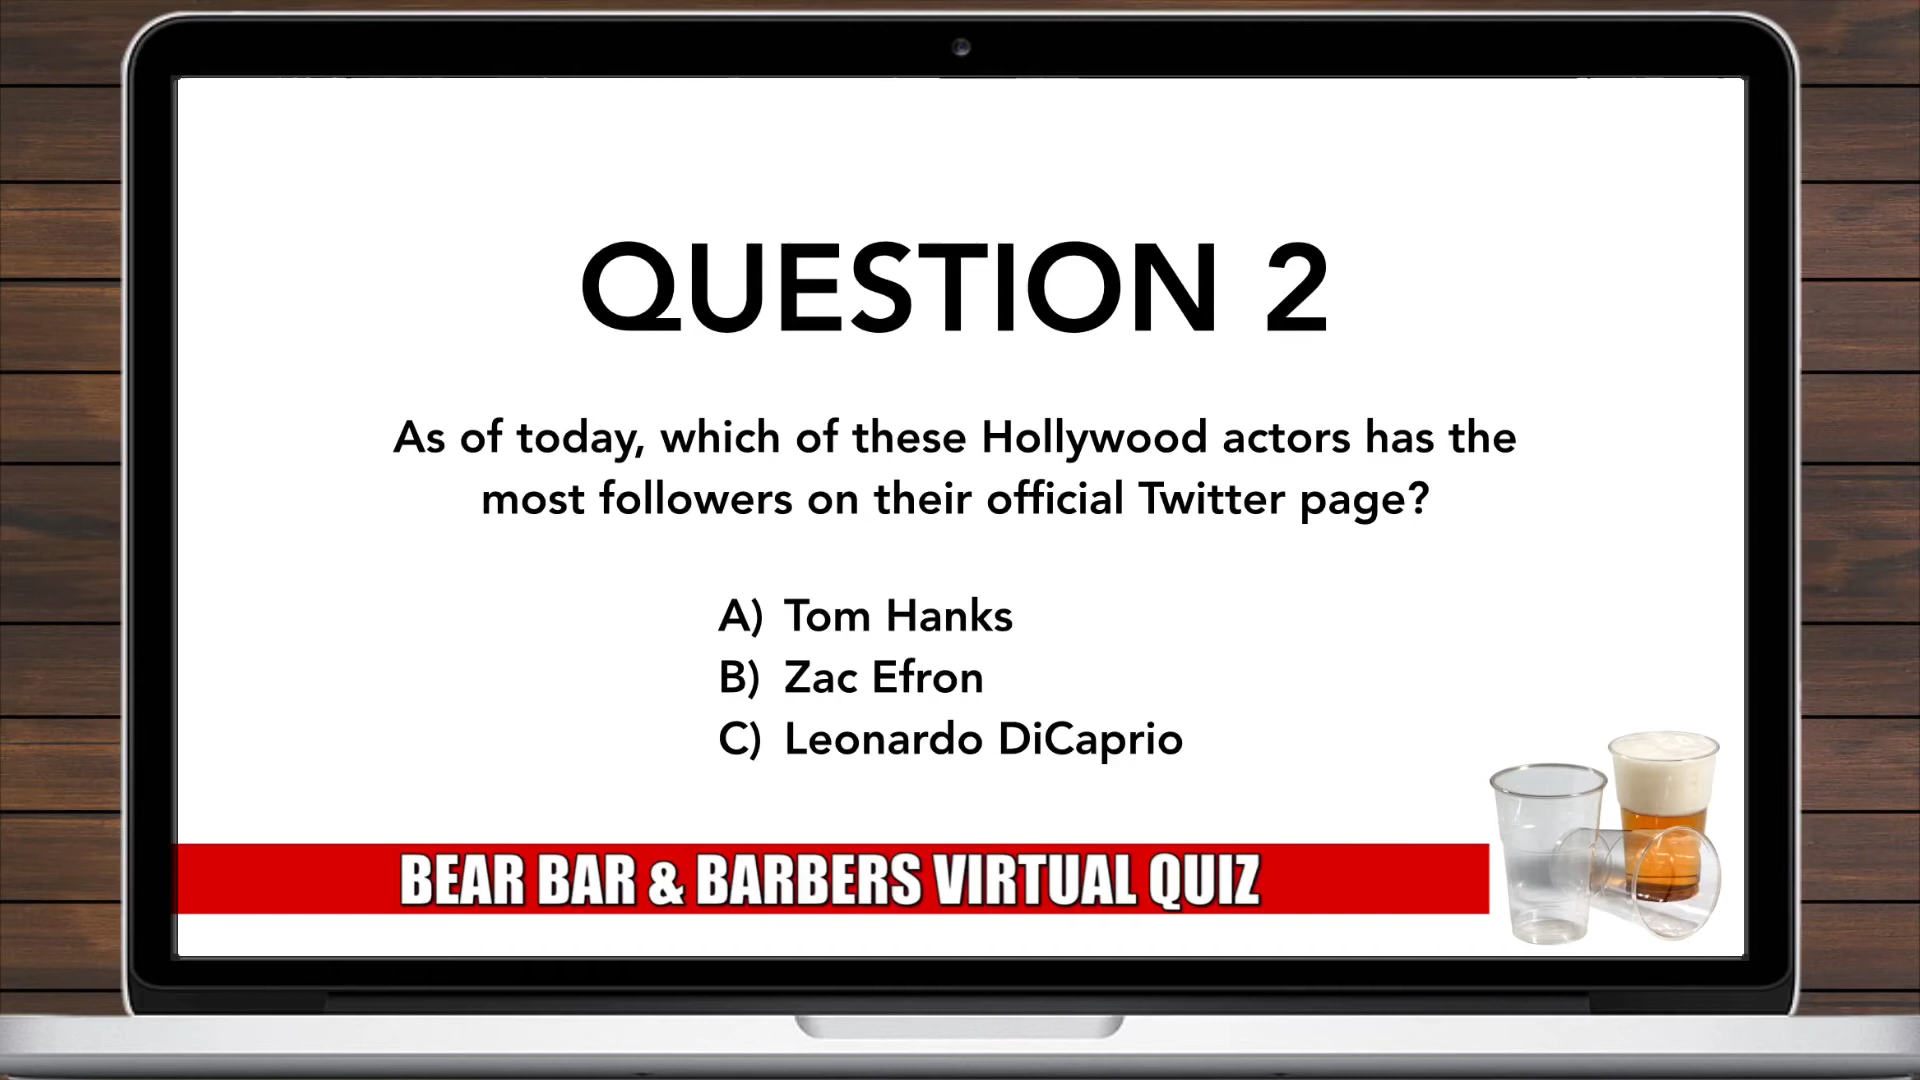 QUESTION 2
As of today, which of these Hollywood actors has the
most followers on their official Twitter page?
A) Tom Hanks
B) Zac Efron
C) Leonardo DiCaprio
BEAR BAR & BARBERS VIRTUAL QUIZ